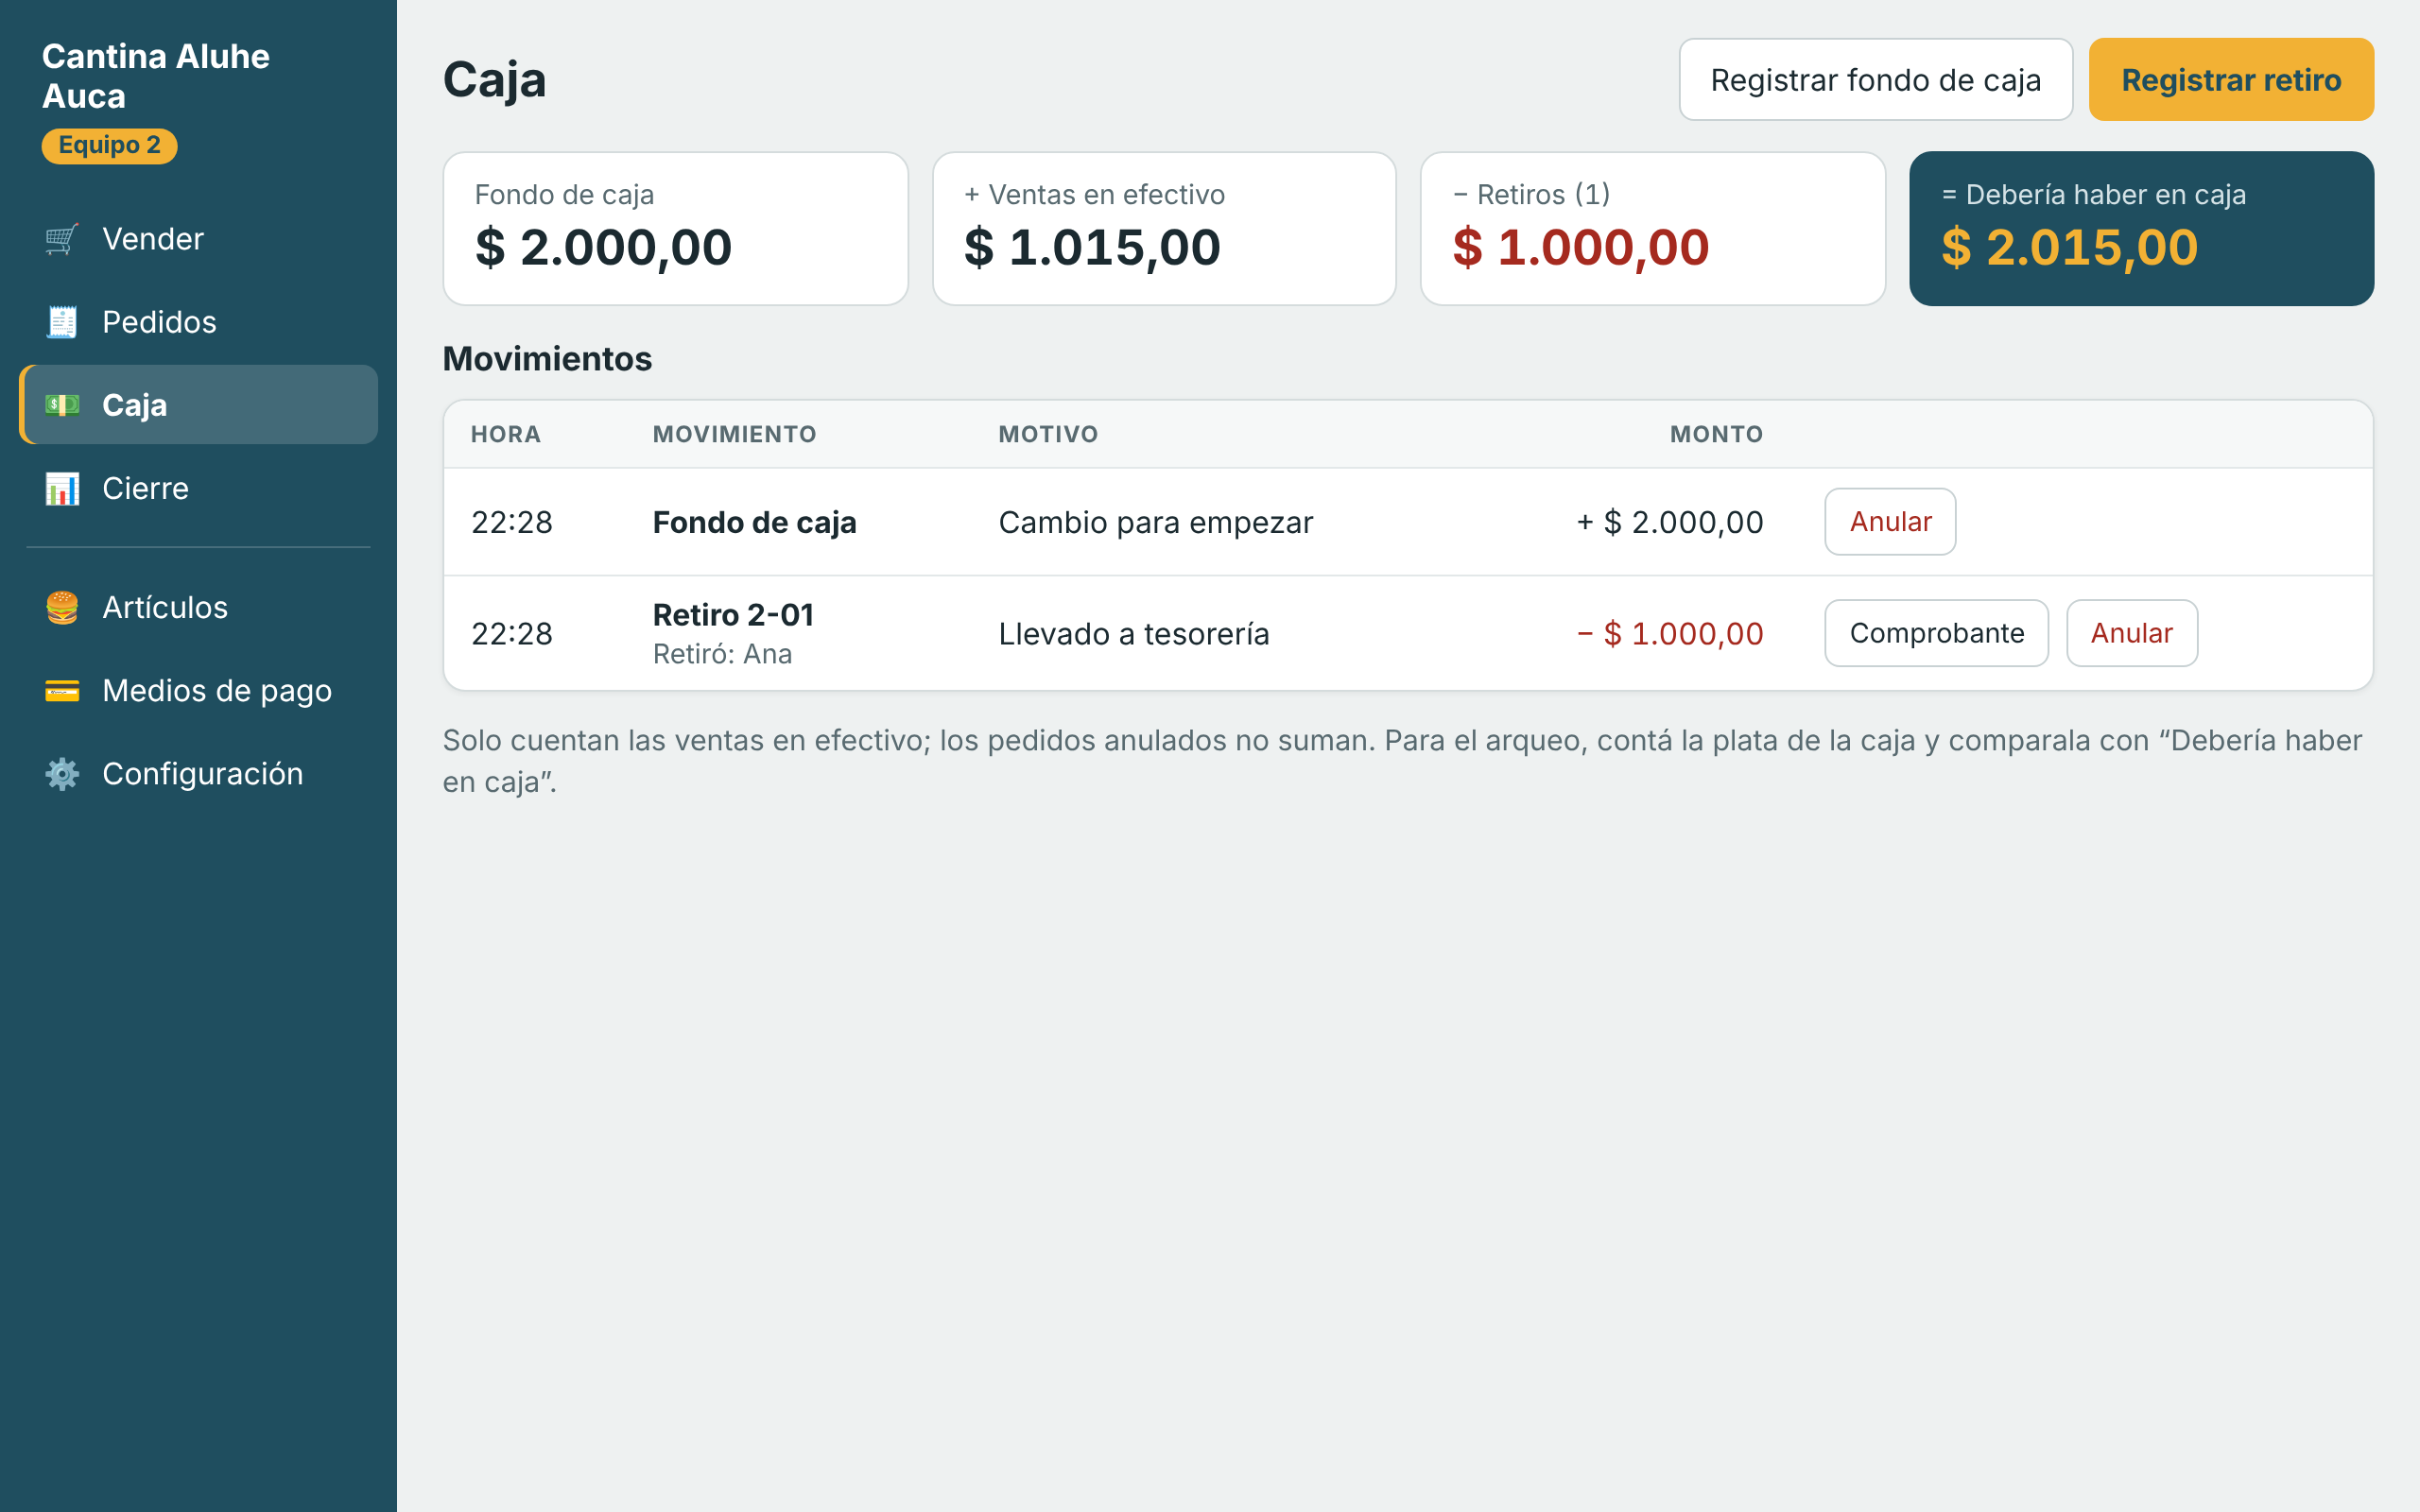 Cantina Aluhe
Auca
Equipo 2
Vender
Pedidos
Caja
Cierre
Artículos
Medios de pago
Configuración
Caja
Registrar fondo de caja
Registrar retiro
Fondo de caja
$ 2.000,00
+ Ventas en efectivo
$ 1.015,00
− Retiros (1)
$ 1.000,00
= Debería haber en caja
$ 2.015,00
Movimientos
HORA MOVIMIENTO MOTIVO MONTO
22:28 Fondo de caja Cambio para empezar + $ 2.000,00 Anular
22:28 Retiro 2-01 Llevado a tesorería − $ 1.000,00 Comprobante Anular
Retiró: Ana
Solo cuentan las ventas en efectivo; los pedidos anulados no suman. Para el arqueo, contá la plata de la caja y comparala con “Debería haber
en caja”.